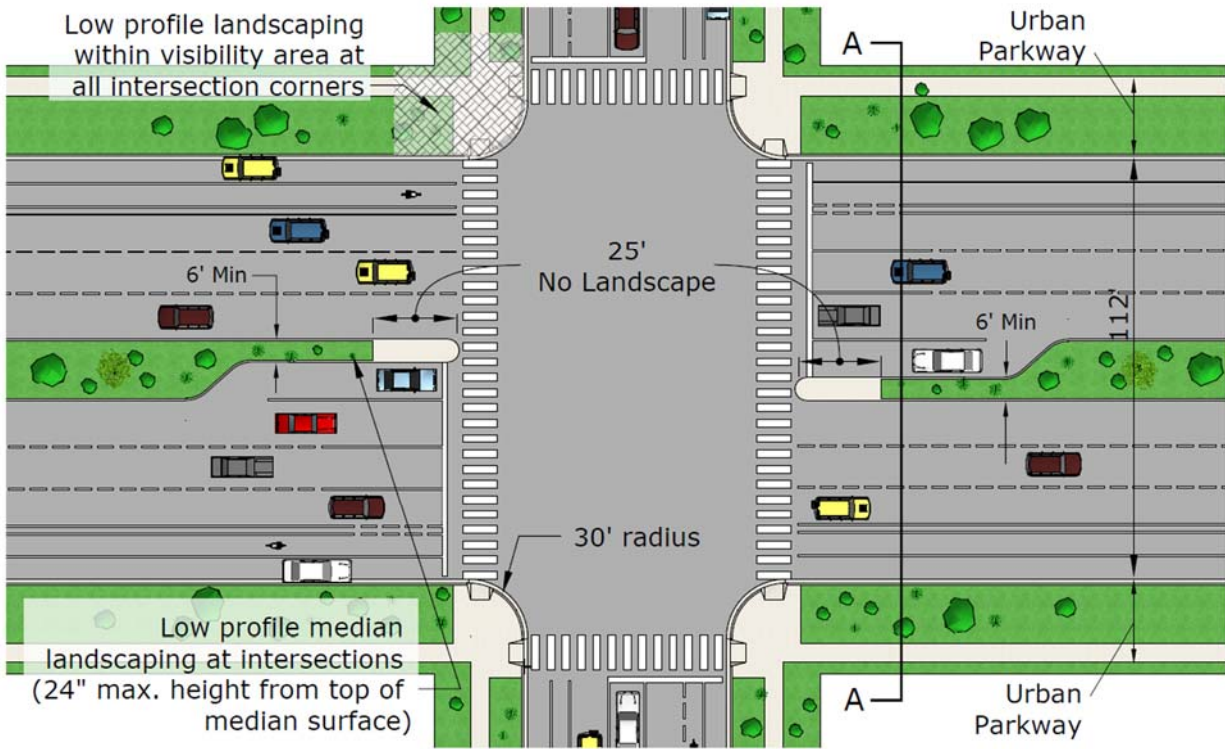 Low profile landscaping
within visibility area at
all intersection corners
A
Urban
Parkway
25'
No Landscape
6' Min
6' Min
112'
30' radius
Low profile median
landscaping at intersections
(24" max. height from top of
median surface)
A
Urban
Parkway